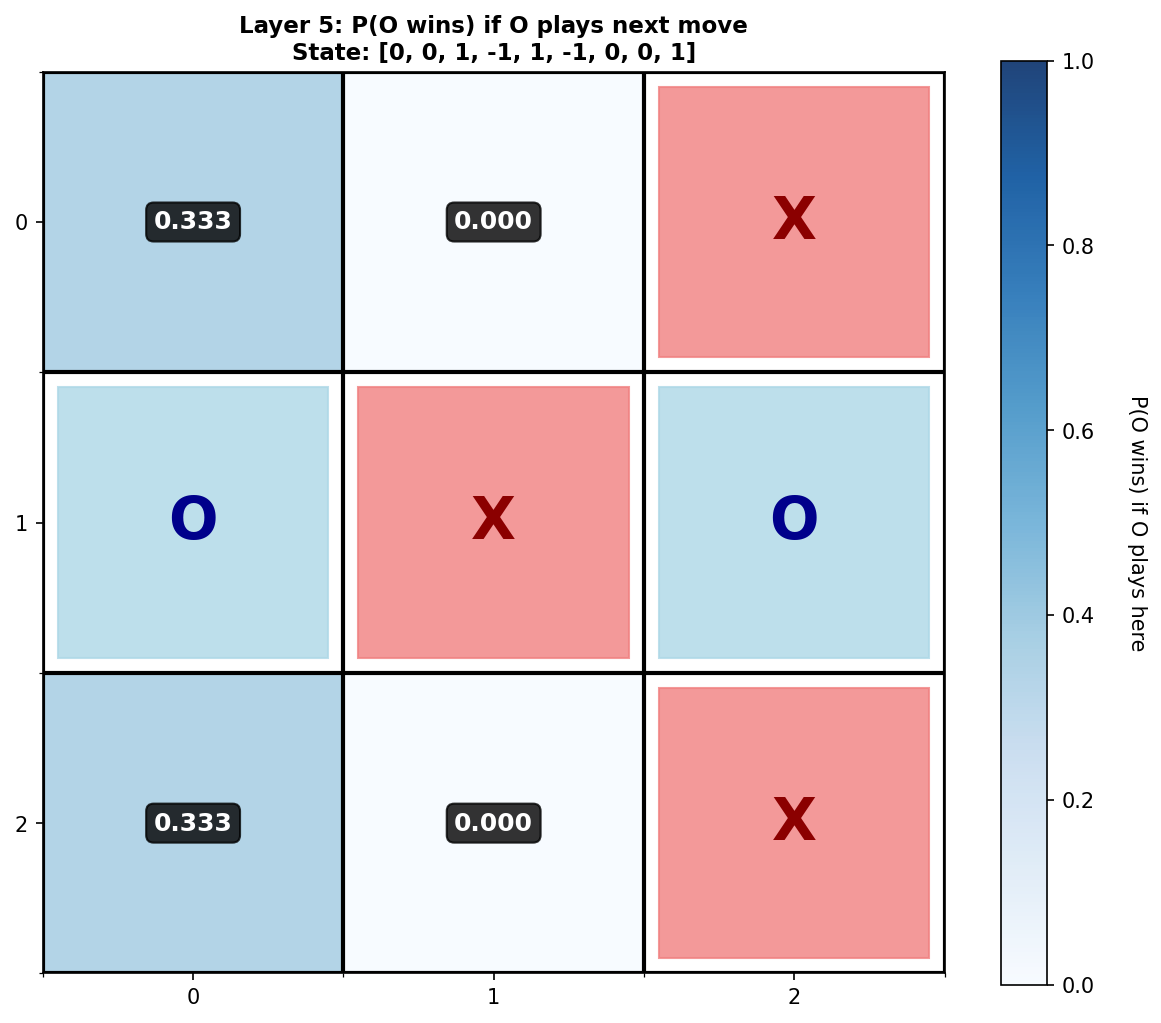 Layer 5: P(O wins) if O plays next move
State: [0, 0, 1, -1, 1, -1, 0, 0, 1]
0.333 0.000 X
O X O
0.333 0.000 X
0
1
2
0 1 2
1.0
0.8
0.6
0.4
0.2
0.0
P(O wins) if O plays here